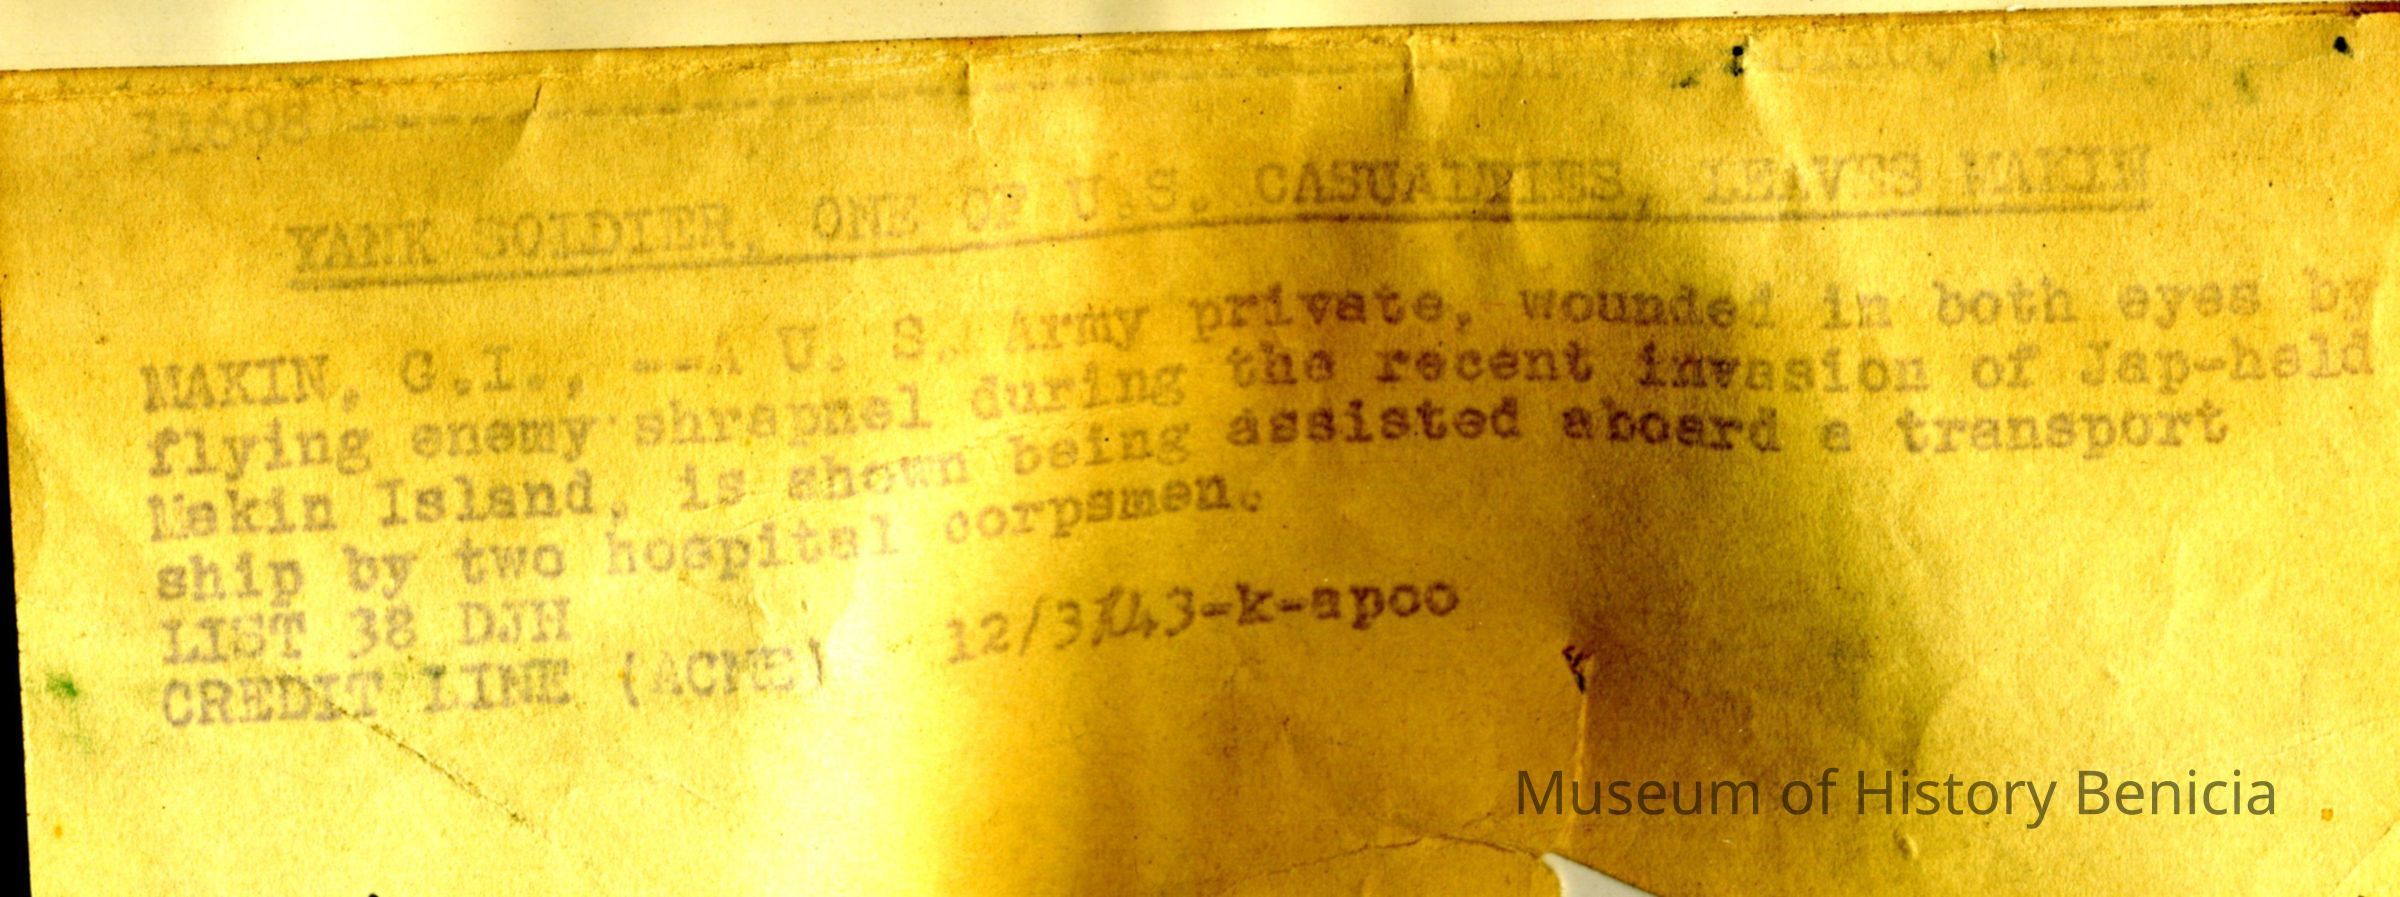 31698 --------------------------------
YANK SOLDIER, ONE OF U.S. CASUALTIES, LEAVES MAKIN
MAKIN, G.I., --A U. S. Army private, wounded in both eyes by
flying enemy shrapnel during the recent invasion of Jap-held
Makin Island, is shown being assisted aboard a transport
ship by two hospital corpsmen.
LIST 38 DJH
CREDIT LINE (ACME) 12/3/43-k-apoo
Museum of History Benicia